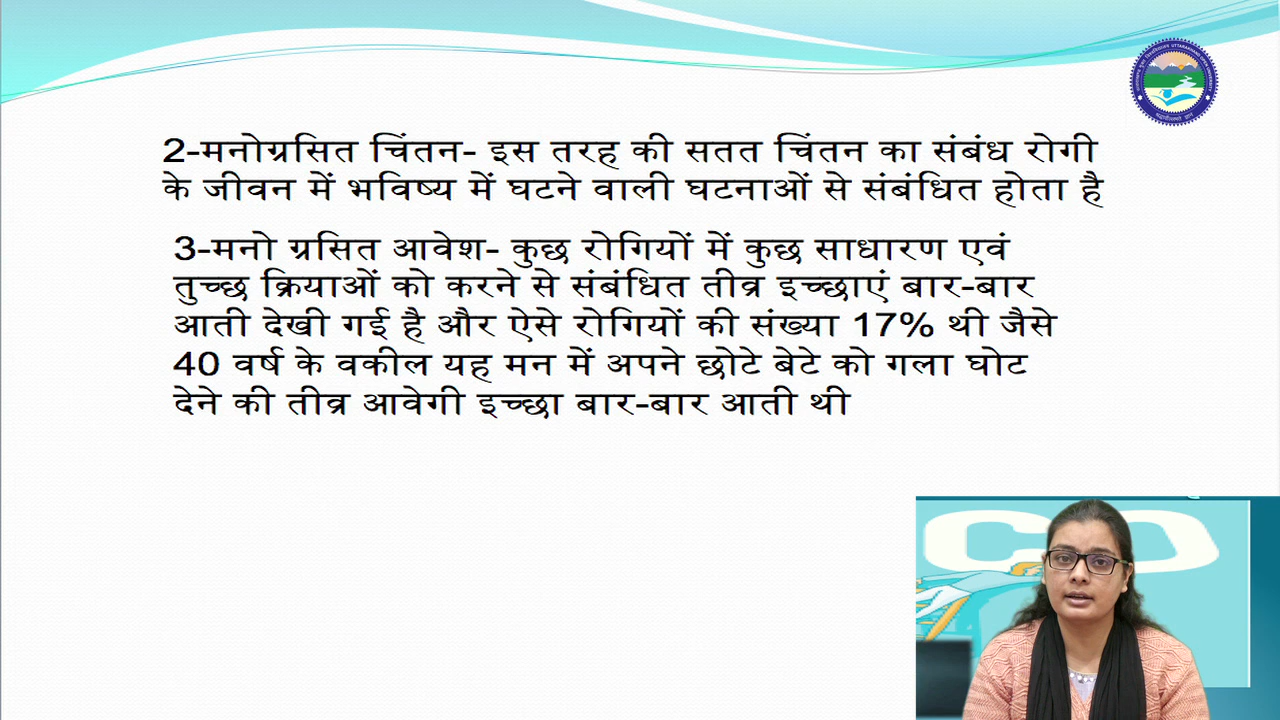 2-मनोग्रसित चिंतन- इस तरह की सतत चिंतन का संबंध रोगी
के जीवन में भविष्य में घटने वाली घटनाओं से संबंधित होता है
3-मनो ग्रसित आवेश- कुछ रोगियों में कुछ साधारण एवं
तुच्छ क्रियाओं को करने से संबंधित तीव्र इच्छाएं बार-बार
आती देखी गई है और ऐसे रोगियों की संख्या 17% थी जैसे
40 वर्ष के वकील यह मन में अपने छोटे बेटे को गला घोट
देने की तीव्र आवेगी इच्छा बार-बार आती थी